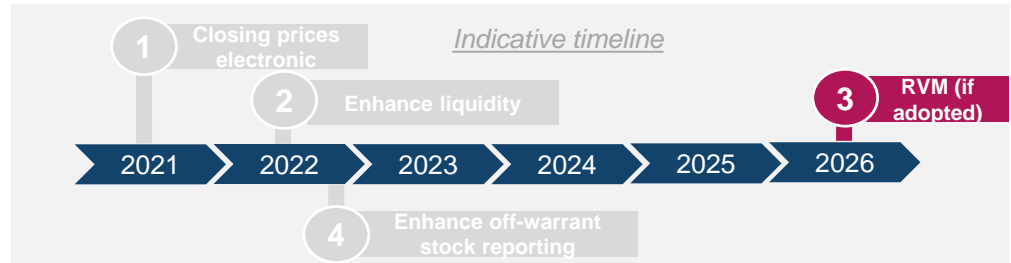 Indicative timeline
1
Closing prices
electronic
2
Enhance liquidity
3
RVM (if
adopted)
2021 2022 2023 2024 2025 2026
4
Enhance off-warrant
stock reporting